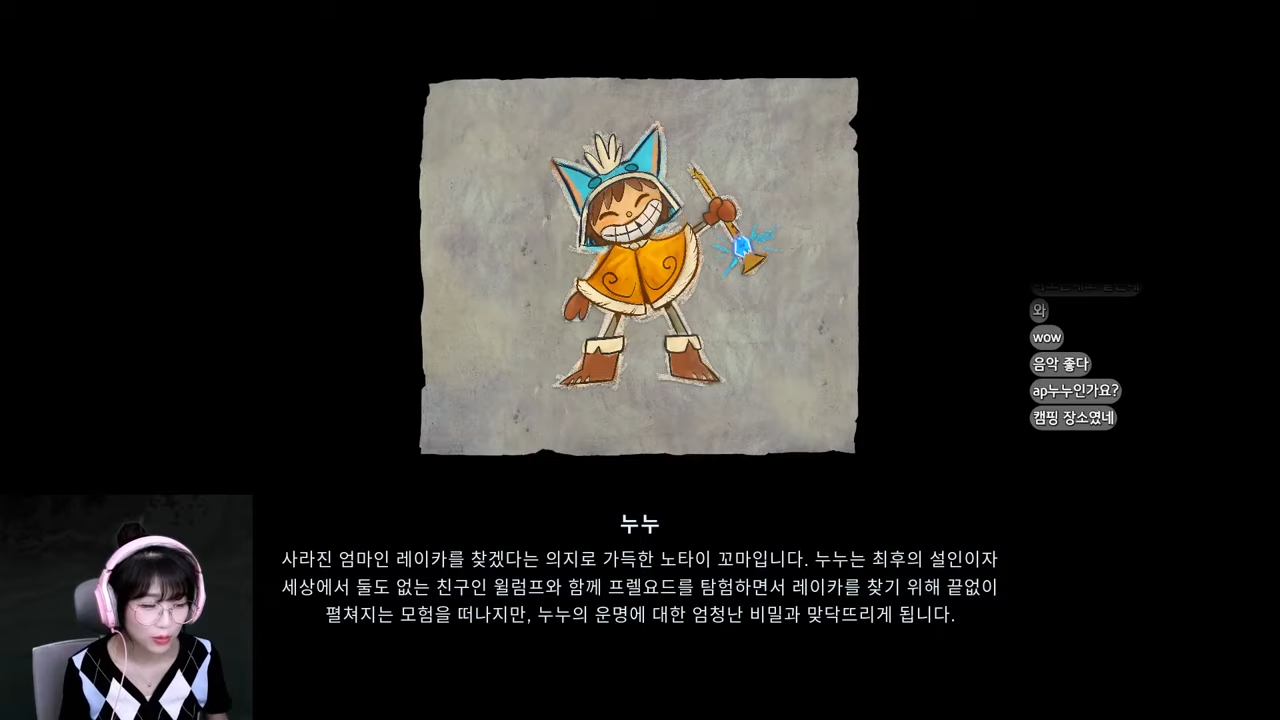 와
wow
음악 좋다
ap누누인가요?
캠핑 장소였네
누누
사라진 엄마인 레이카를 찾겠다는 의지로 가득한 노타이 꼬마입니다. 누누는 최후의 설인이자
세상에서 둘도 없는 친구인 윌럼프와 함께 프렐요드를 탐험하면서 레이카를 찾기 위해 끝없이
펼쳐지는 모험을 떠나지만, 누누의 운명에 대한 엄청난 비밀과 맞닥뜨리게 됩니다.